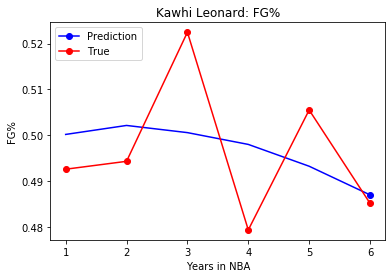 Kawhi Leonard: FG%
Prediction
True
0.52
0.51
0.50
0.49
0.48
FG%
1 2 3 4 5 6
Years in NBA